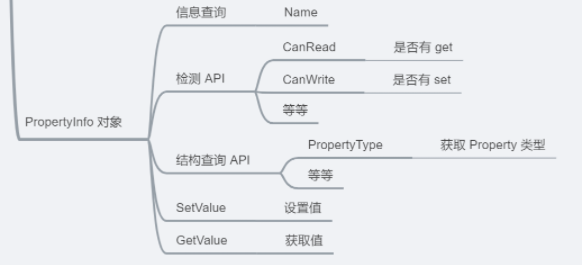 信息查询 Name
CanRead 是否有 get
检测 API CanWrite 是否有 set
等等
PropertyInfo 对象
PropertyType 获取 Property 类型
结构查询 API
等等
SetValue 设置值
GetValue 获取值